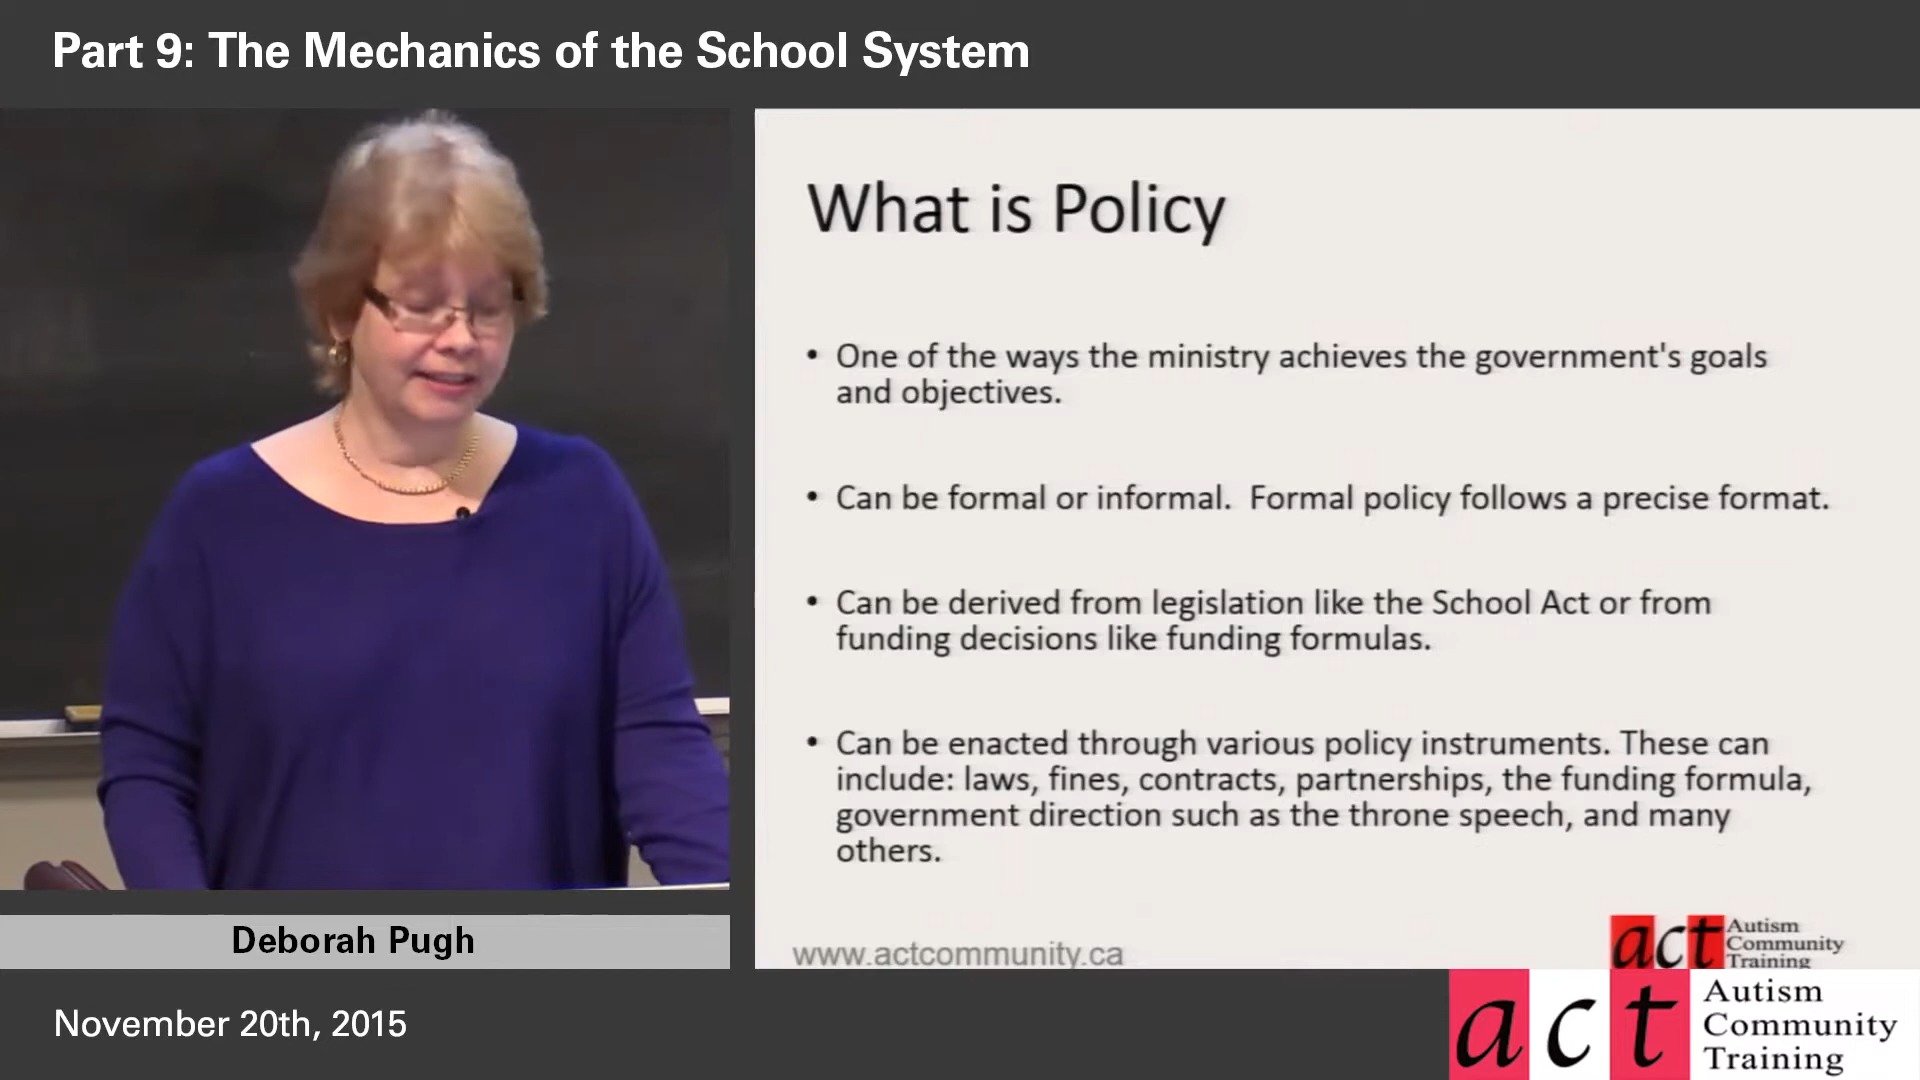 Part 9: The Mechanics of the School System
What is Policy
• One of the ways the ministry achieves the government's goals
and objectives.
• Can be formal or informal.  Formal policy follows a precise format.
• Can be derived from legislation like the School Act or from
funding decisions like funding formulas.
• Can be enacted through various policy instruments. These can
include: laws, fines, contracts, partnerships, the funding formula,
government direction such as the throne speech, and many
others.
www.actcommunity.ca
act
Autism
Community
Training
Deborah Pugh
November 20th, 2015
act
Autism
Community
Training